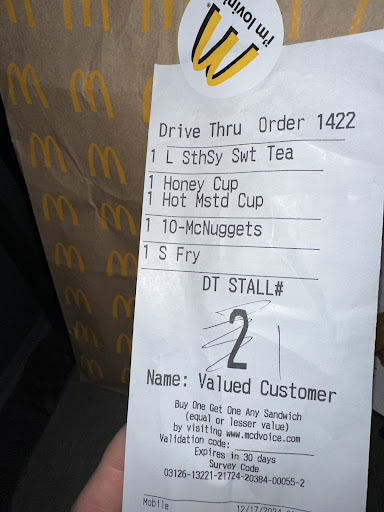 i'm lovin'
Drive Thru Order 1422
1 L SthSy Swt Tea
1 Honey Cup
1 Hot Mstd Cup
1 10-McNuggets
1 S Fry
DT STALL#
2
Name: Valued Customer
Buy One Get One Any Sandwich
(equal or lesser value)
by visiting www.mcdvoice.com
Validation code:
Expires in 30 days
Survey Code
03126-13221-21724-20384-00055-2
Mobile 12/17/2024